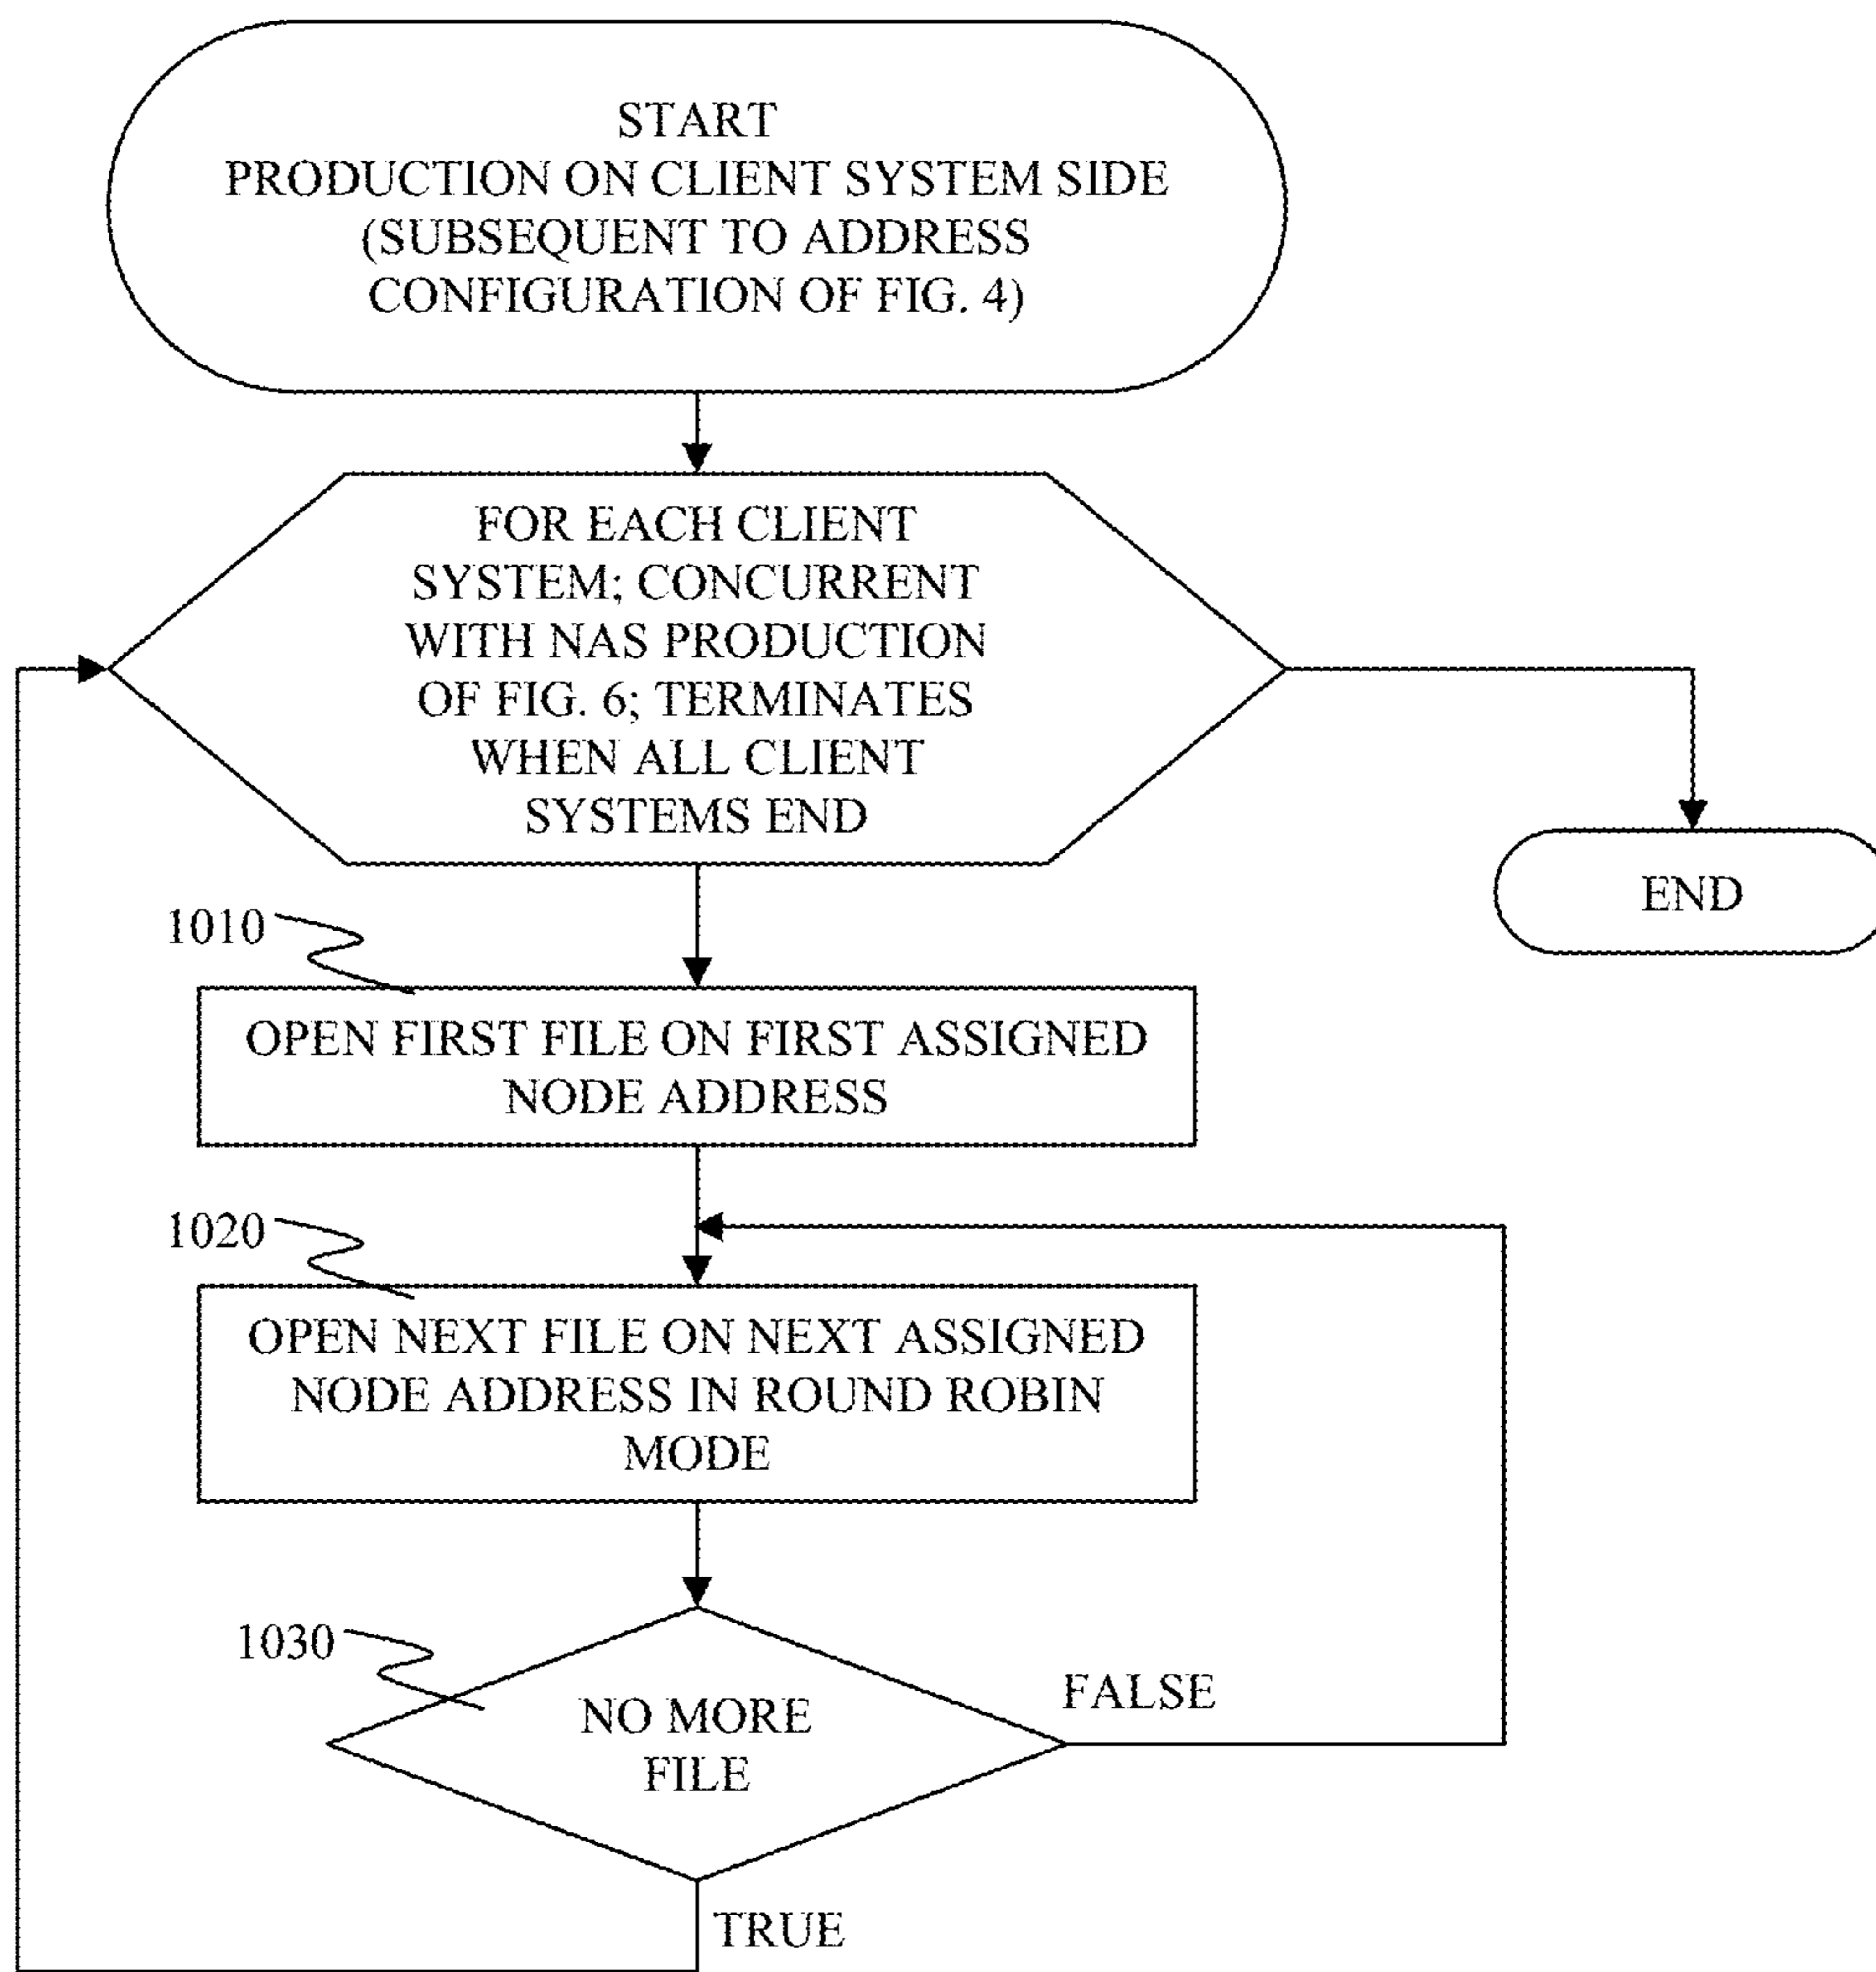 START
PRODUCTION ON CLIENT SYSTEM SIDE
(SUBSEQUENT TO ADDRESS
CONFIGURATION OF FIG. 4)
FOR EACH CLIENT
SYSTEM; CONCURRENT
WITH NAS PRODUCTION
OF FIG. 6; TERMINATES
WHEN ALL CLIENT
SYSTEMS END
END
1010
OPEN FIRST FILE ON FIRST ASSIGNED
NODE ADDRESS
1020
OPEN NEXT FILE ON NEXT ASSIGNED
NODE ADDRESS IN ROUND ROBIN
MODE
1030
NO MORE
FILE
FALSE
TRUE